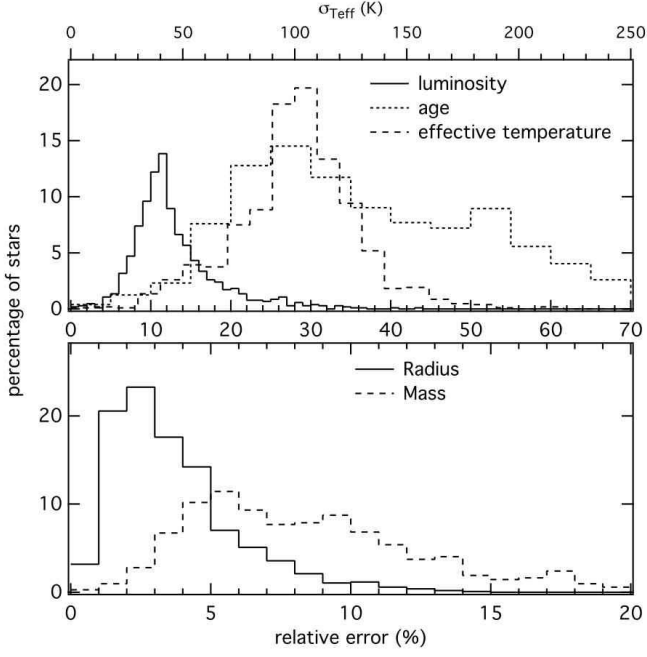 σTeff (K)
0 50 100 150 200 250
20
15
10
5
0
luminosity
age
effective temperature
0 10 20 30 40 50 60 70
percentage of stars
20
10
0
Radius
Mass
0 5 10 15 20
relative error (%)